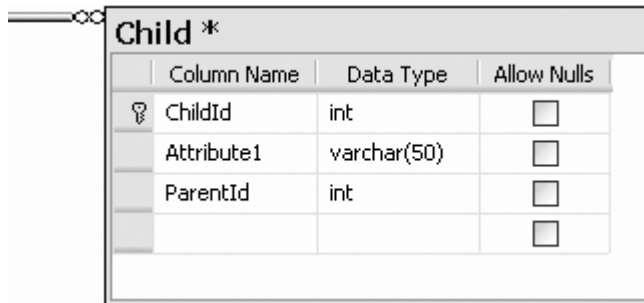 Child *
Column Name Data Type Allow Nulls
ChildId int
Attribute1 varchar(50)
ParentId int